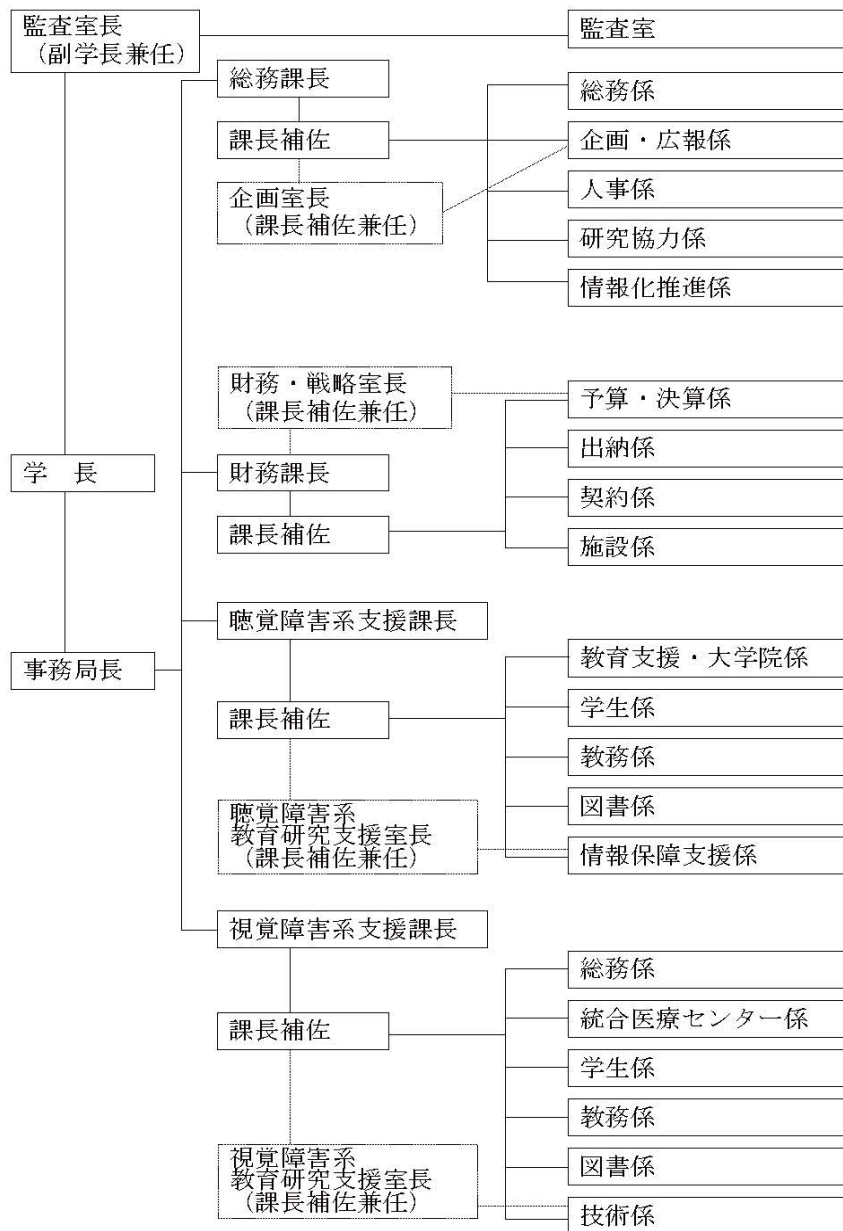 監査室長
（副学長兼任）
監査室
総務課長
課長補佐
企画室長
（課長補佐兼任）
総務係
企画・広報係
人事係
研究協力係
情報化推進係
財務・戦略室長
（課長補佐兼任）
財務課長
課長補佐
予算・決算係
出納係
契約係
施設係
学　長
事務局長
聴覚障害系支援課長
課長補佐
聴覚障害系
教育研究支援室長
（課長補佐兼任）
教育支援・大学院係
学生係
教務係
図書係
情報保障支援係
視覚障害系支援課長
課長補佐
視覚障害系
教育研究支援室長
（課長補佐兼任）
総務係
統合医療センター係
学生係
教務係
図書係
技術係